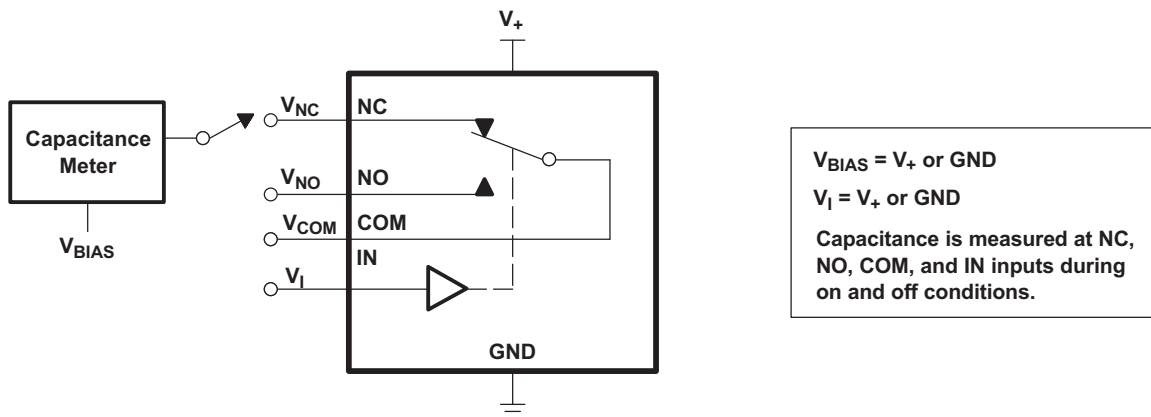 V+
VNC
NC
Capacitance
Meter
VNO
NO
VCOM
COM
VBIAS
IN
VI
GND
VBIAS = V+ or GND
VI = V+ or GND
Capacitance is measured at NC,
NO, COM, and IN inputs during
on and off conditions.